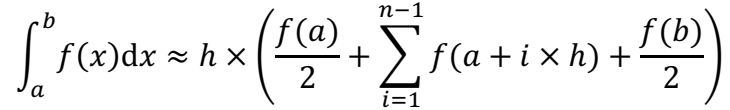 ∫_a^b f(x)dx ≈ h × (f(a)/2 + ∑_{i=1}^{n−1} f(a + i × h) + f(b)/2)